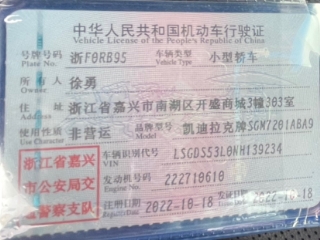 中华人民共和国机动车行驶证
Vehicle License of the People's Republic of China
号牌号码 浙F0RB95 车辆类型 小型轿车
Plate No. Vehicle Type
所有人 徐勇
Owner
住址 浙江省嘉兴市南湖区开盛商城3幢303室
Address
使用性质 非营运 品牌型号 凯迪拉克牌SGM7201ABA9
Use Character Model
浙江省嘉兴 车辆识别代号 LSGDS53L0NH139234
VIN
市公安局交 发动机号码 222710610
Engine No.
通警察支队 注册日期 2022-10-18 发证日期 2022-10-18